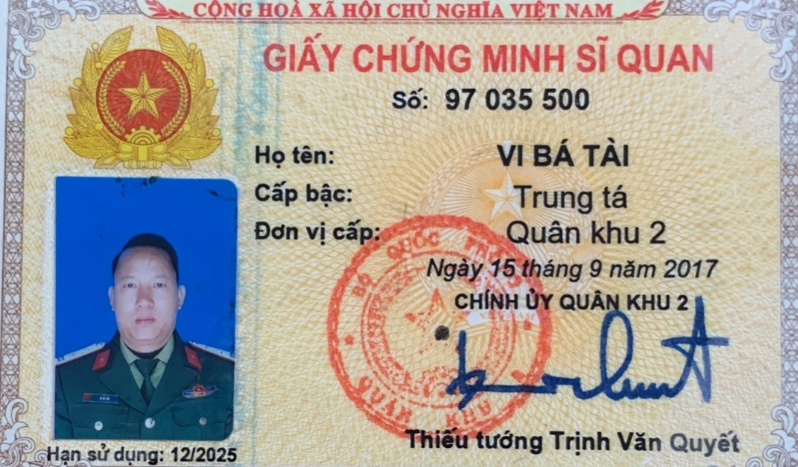 CỘNG HOÀ XÃ HỘI CHỦ NGHĨA VIỆT NAM
GIẤY CHỨNG MINH SĨ QUAN
Số: 97 035 500
Họ tên: VI BÁ TÀI
Cấp bậc: Trung tá
Đơn vị cấp: Quân khu 2
Ngày 15 tháng 9 năm 2017
CHÍNH ỦY QUÂN KHU 2
BỘ QUỐC
QUÂN KHU
Thiếu tướng Trịnh Văn Quyết
Hạn sử dụng: 12/2025